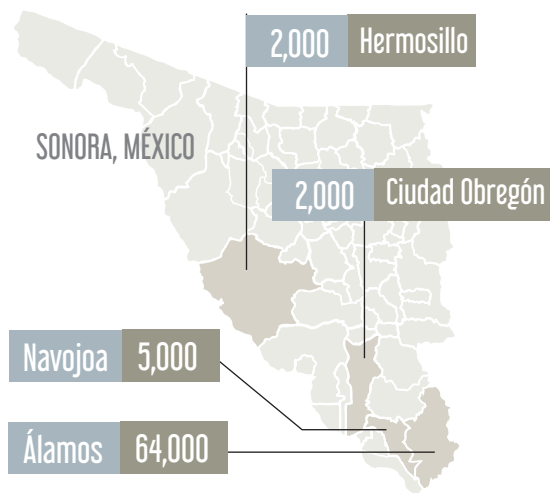 2,000 Hermosillo
SONORA, MÉXICO
2,000 Ciudad Obregón
Navojoa 5,000
Álamos 64,000